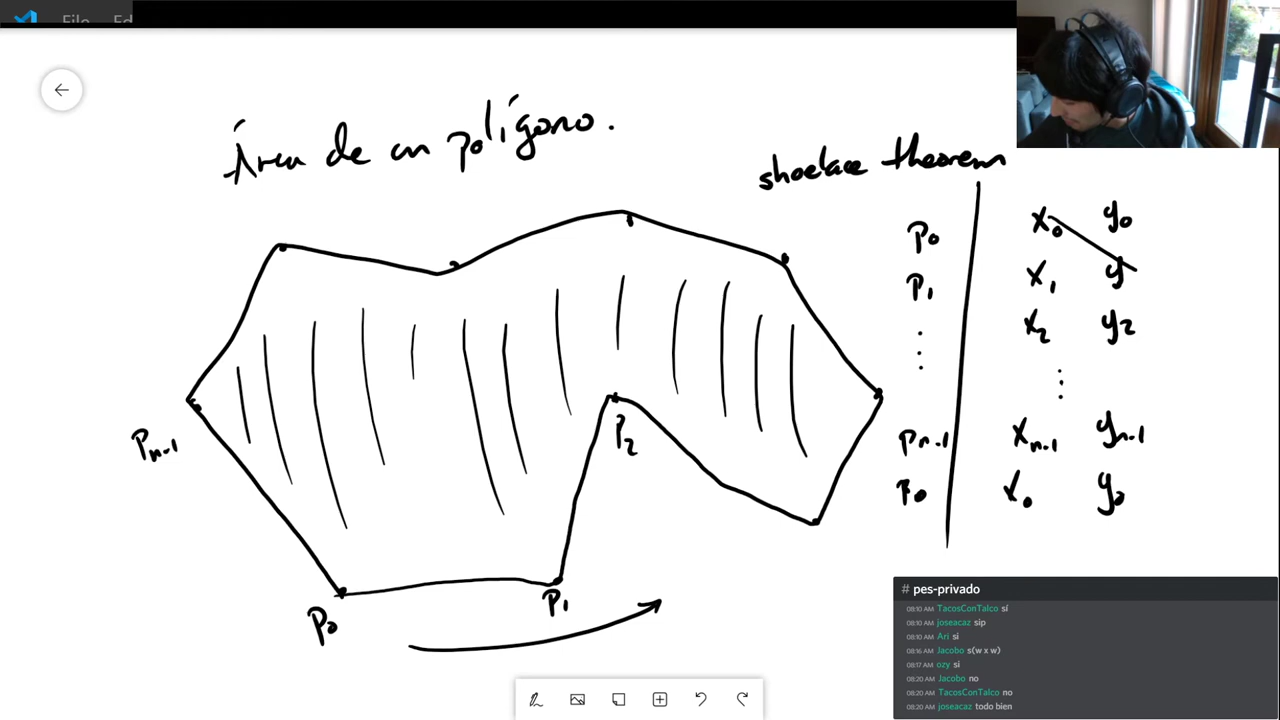 File Ed
Área de un polígono.
shoelace theorem
P0 x0 y0
P1 x1 y
⋮ x2 y2
⋮
Pn-1 xn-1 yn-1
P0 x0 y0
Pn-1
P2
P0
P1
# pes-privado
08:10 AM TacosConTalco sí
08:10 AM joseacaz sip
08:10 AM Ari si
08:16 AM Jacobo s(w x w)
08:17 AM ozy si
08:20 AM Jacobo no
08:20 AM TacosConTalco no
08:20 AM joseacaz todo bien